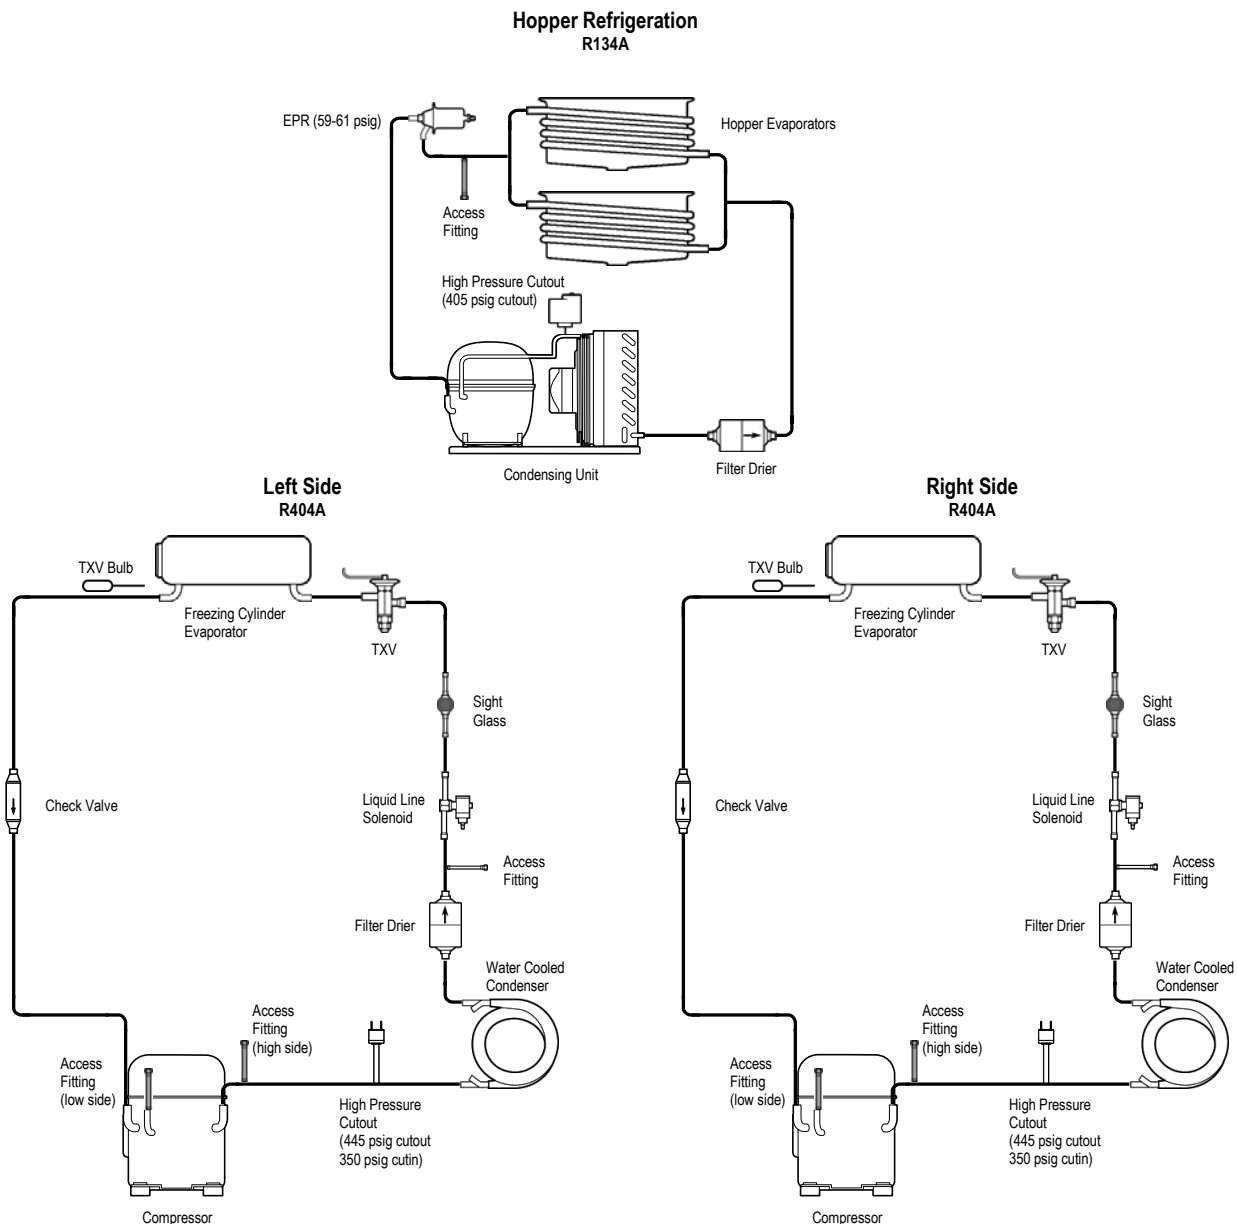 Hopper Refrigeration
R134A
EPR (59-61 psig)
Hopper Evaporators
Access
Fitting
High Pressure Cutout
(405 psig cutout)
Condensing Unit
Filter Drier
Left Side
R404A
TXV Bulb
Freezing Cylinder
Evaporator
TXV
Sight
Glass
Check Valve
Liquid Line
Solenoid
Access
Fitting
Filter Drier
Water Cooled
Condenser
Access
Fitting
(high side)
Access
Fitting
(low side)
High Pressure
Cutout
(445 psig cutout
350 psig cutin)
Compressor
Right Side
R404A
TXV Bulb
Freezing Cylinder
Evaporator
TXV
Sight
Glass
Check Valve
Liquid Line
Solenoid
Access
Fitting
Filter Drier
Water Cooled
Condenser
Access
Fitting
(high side)
Access
Fitting
(low side)
High Pressure
Cutout
(445 psig cutout
350 psig cutin)
Compressor